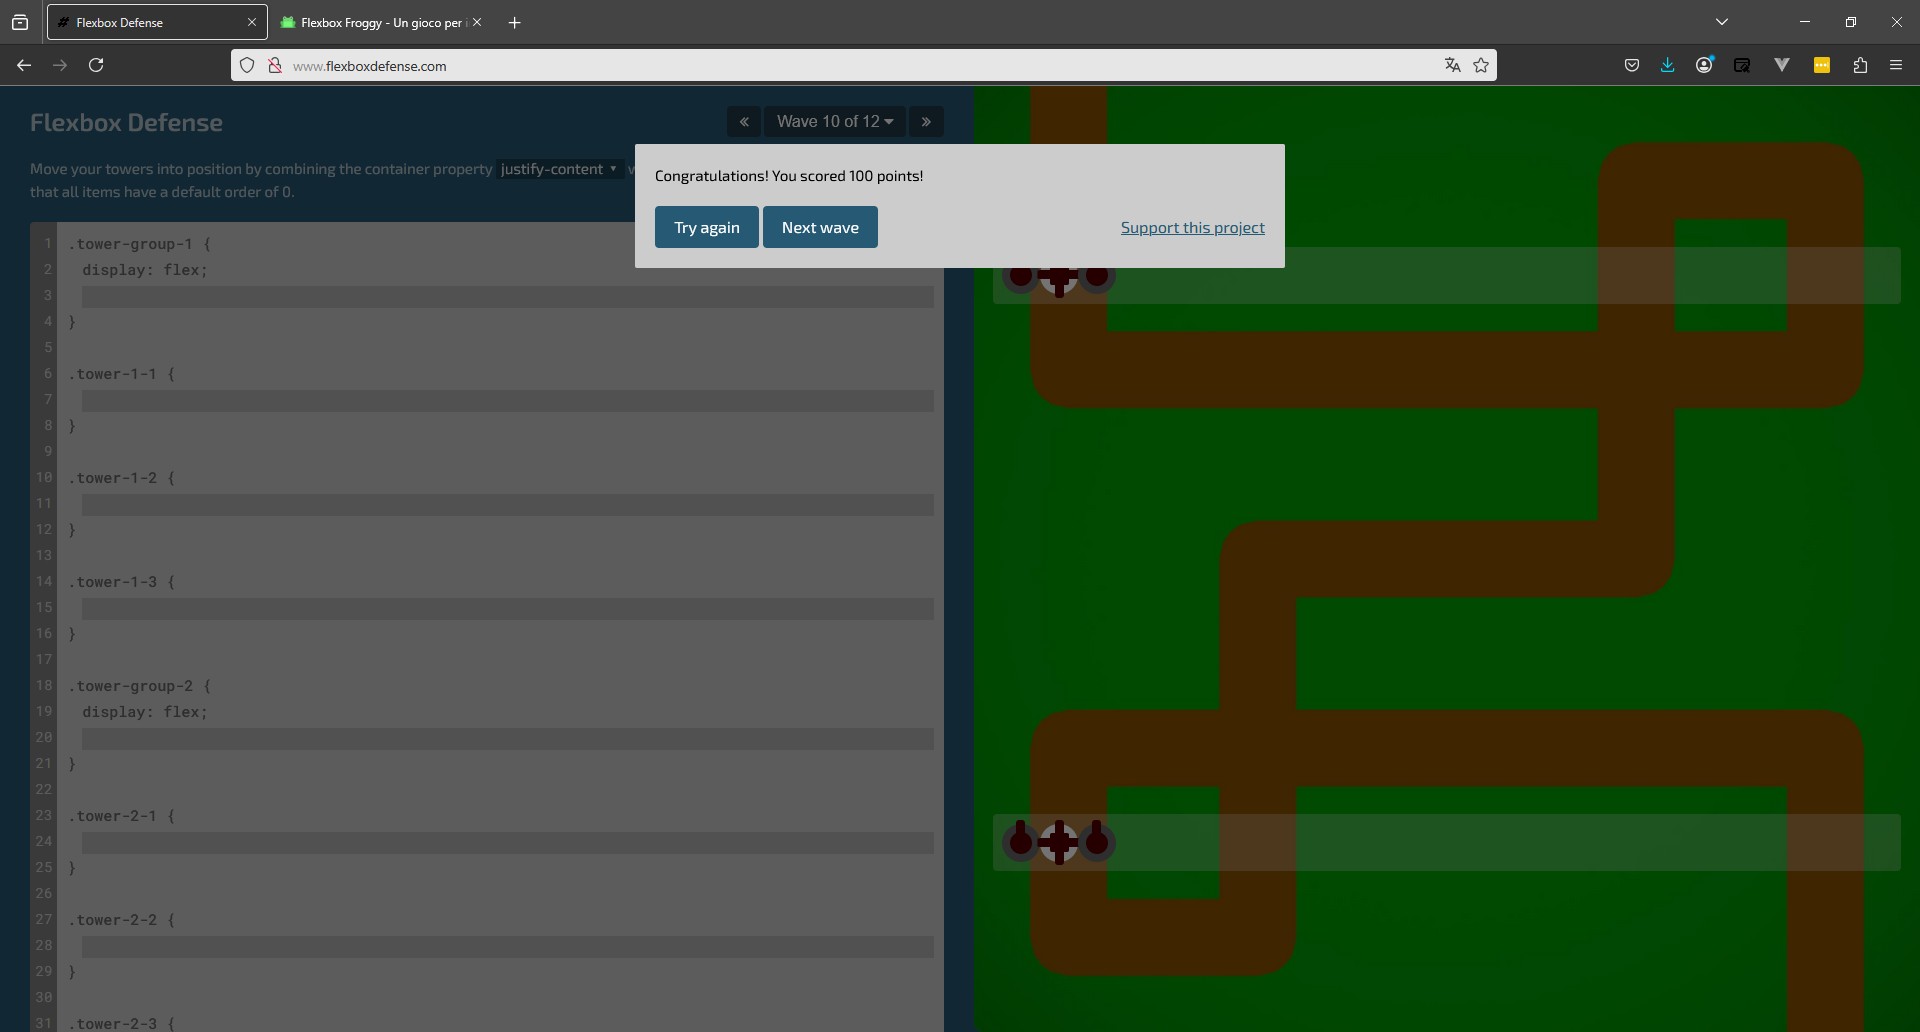 Flexbox Defense
Flexbox Froggy - Un gioco per i
www.flexboxdefense.com
Flexbox Defense
«
Wave 10 of 12
»
Move your towers into position by combining the container property justify-content
that all items have a default order of 0.
Congratulations! You scored 100 points!
Try again
Next wave
Support this project
1 .tower-group-1 {
2 display: flex;
3
4 }
5
6 .tower-1-1 {
7
8 }
9
10 .tower-1-2 {
11
12 }
13
14 .tower-1-3 {
15
16 }
17
18 .tower-group-2 {
19 display: flex;
20
21 }
22
23 .tower-2-1 {
24
25 }
26
27 .tower-2-2 {
28
29 }
30
31 .tower-2-3 {